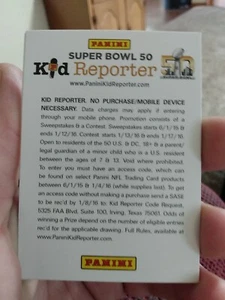 PANINI
SUPER BOWL 50
Kid Reporter
www.PaniniKidReporter.com
KID REPORTER. NO PURCHASE/MOBILE DEVICE
NECESSARY. Data charges may apply if entering
through your mobile phone. Promotion consists of a
Sweepstakes & a Contest. Sweepstakes starts 6/1/15 &
ends 1/12/16. Contest starts 1/13/16 & ends 1/12/16.
Open to residents of the 50 U.S. & DC, 18+ & a parent/
legal guardian of a minor child who is a U.S. resident
between the ages of 7 & 13. Void where prohibited.
To enter you must have an access code, which can
be found on select Panini NFL Trading Card products
between 6/1/15 & 1/8/16 (while supplies last). To get
an access code without making a purchase send a SASE
to be rec'd by 1/8/16 to: Kid Reporter Code Request,
5325 FAA Blvd, Suite 100, Irving, Texas 75061. Odds of
winning a Prize depend on the number of eligible entries
rec'd for the applicable drawing. Full Rules, available at
www.PaniniKidReporter.com.
PANINI